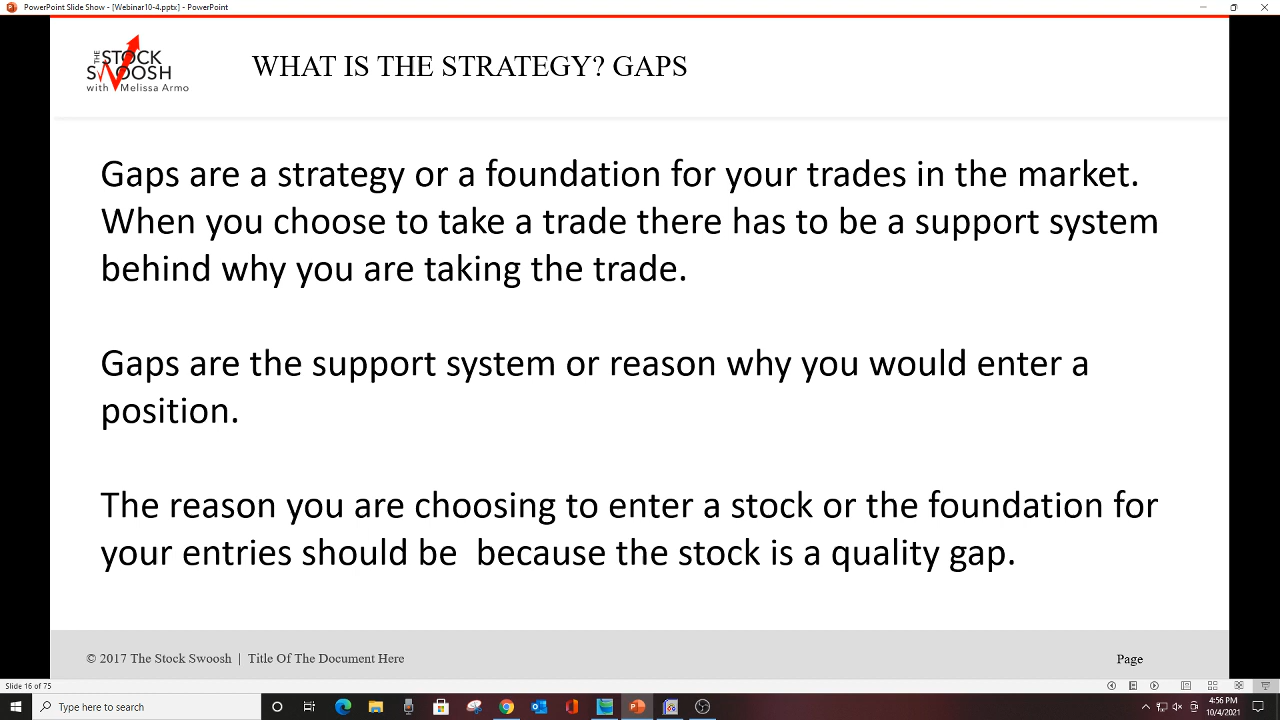 PowerPoint Slide Show - [Webinar10-4.pptx] - PowerPoint
THE
STOCK
SWOOSH
with Melissa Armo
WHAT IS THE STRATEGY? GAPS
Gaps are a strategy or a foundation for your trades in the market.
When you choose to take a trade there has to be a support system
behind why you are taking the trade.
Gaps are the support system or reason why you would enter a
position.
The reason you are choosing to enter a stock or the foundation for
your entries should be  because the stock is a quality gap.
© 2017 The Stock Swoosh | Title Of The Document Here
Page
Slide 16 of 75
Type here to search
4:56 PM
10/4/2021